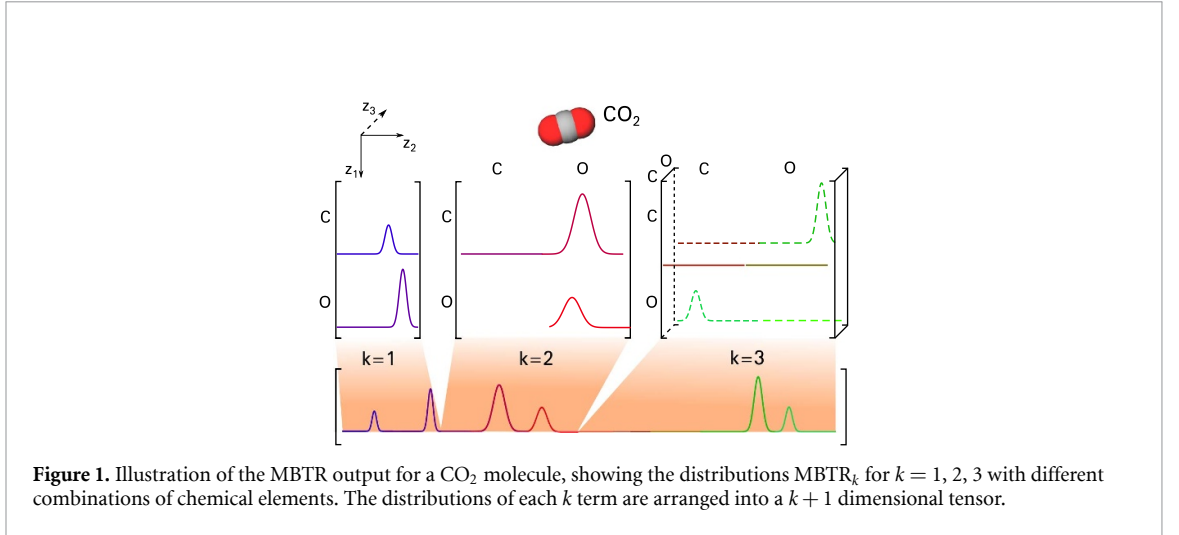 z₃
z₂
z₁
CO₂
C O
C
O
C
O
O
C
C O
C
O
k=1 k=2 k=3
Figure 1. Illustration of the MBTR output for a CO₂ molecule, showing the distributions MBTRₖ for k = 1, 2, 3 with different
combinations of chemical elements. The distributions of each k term are arranged into a k + 1 dimensional tensor.